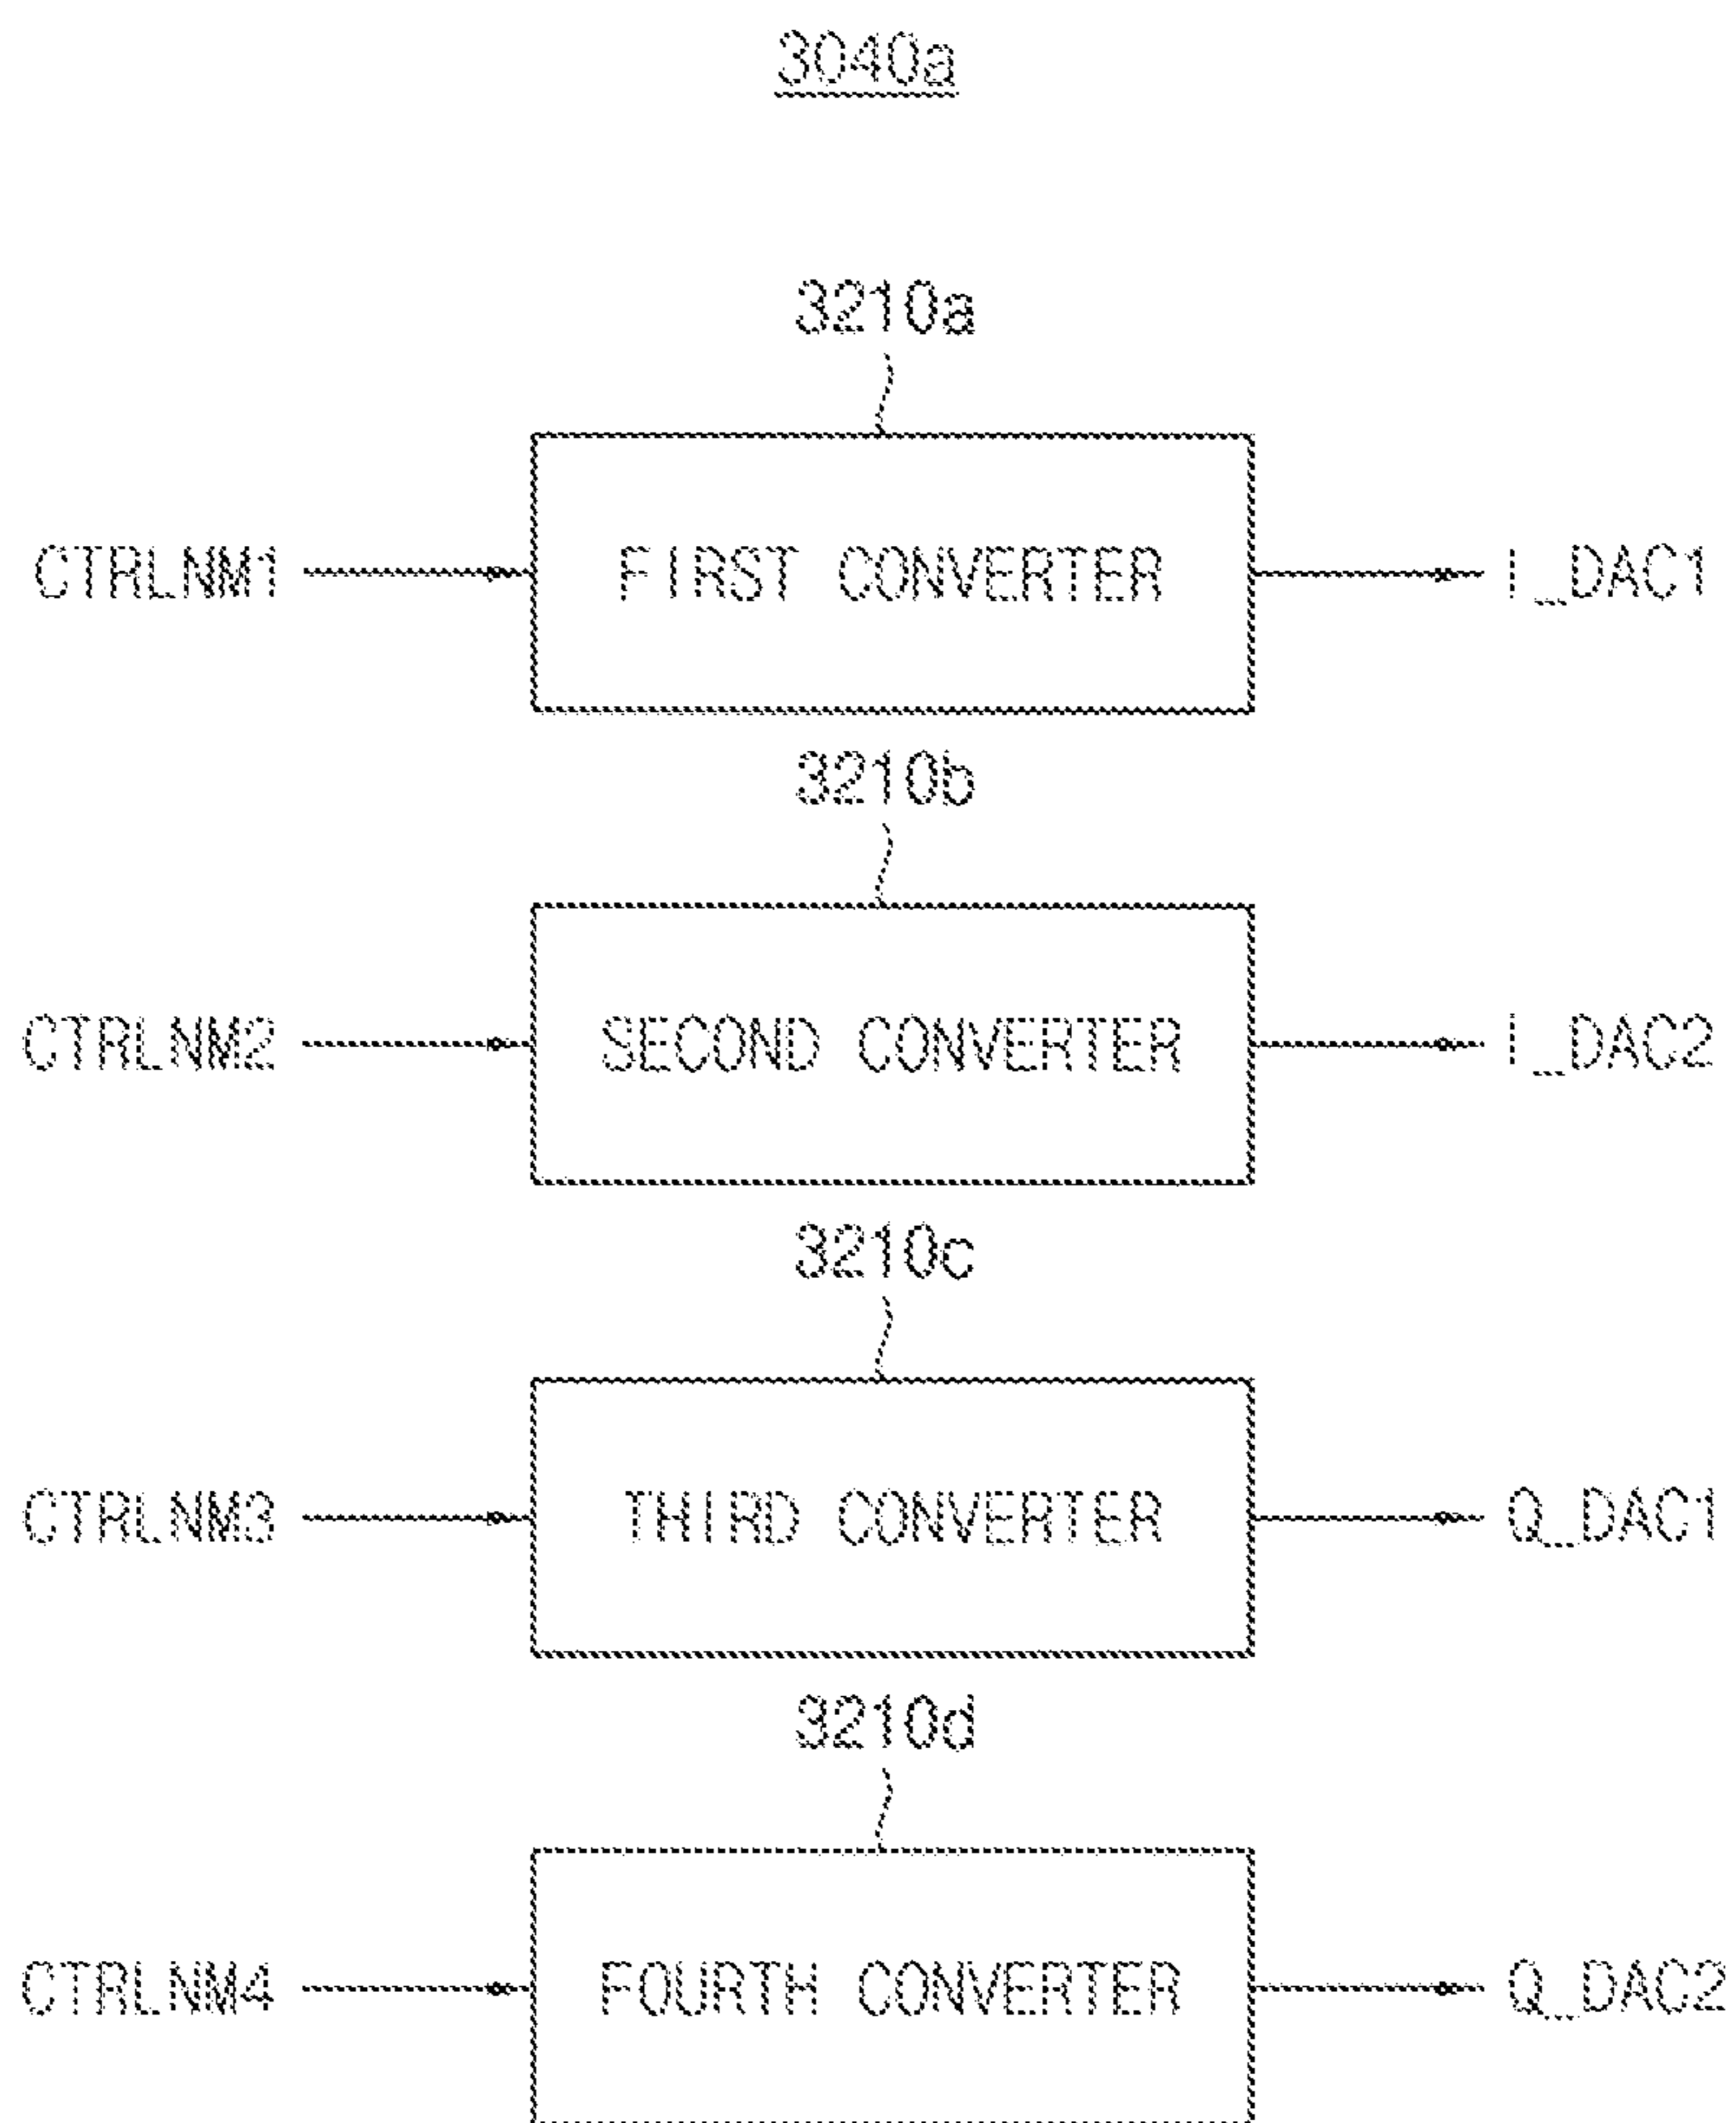 3040a
3210a
CTRLNM1 FIRST CONVERTER I_DAC1
3210b
CTRLNM2 SECOND CONVERTER I_DAC2
3210c
CTRLNM3 THIRD CONVERTER Q_DAC1
3210d
CTRLNM4 FOURTH CONVERTER Q_DAC2